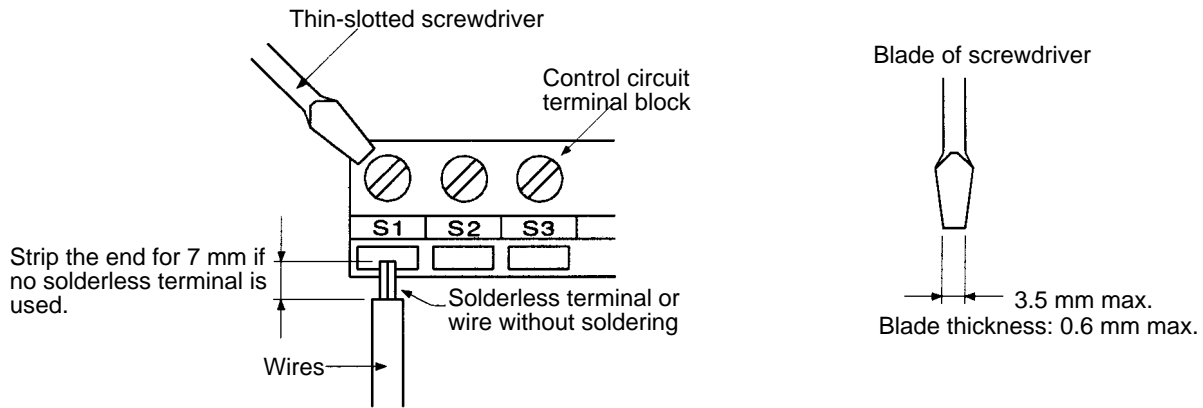 Thin-slotted screwdriver
Control circuit
terminal block
S1 S2 S3
Strip the end for 7 mm if
no solderless terminal is
used.
Solderless terminal or
wire without soldering
Wires
Blade of screwdriver
3.5 mm max.
Blade thickness: 0.6 mm max.